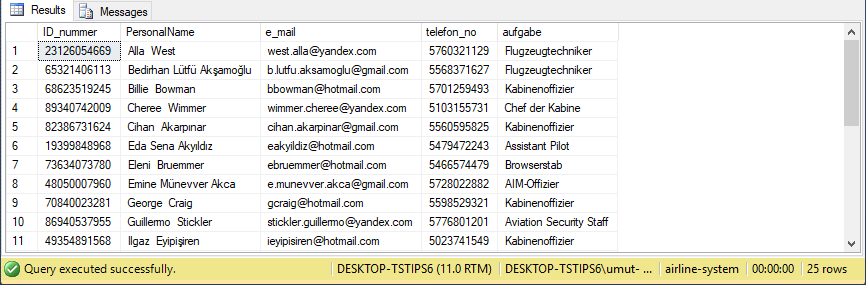 Results Messages
ID_nummer PersonalName e_mail telefon_no aufgabe
1 23126054669 Alla West west.alla@yandex.com 5760321129 Flugzeugtechniker
2 65321406113 Bedirhan Lütfü Akşamoğlu b.lutfu.aksamoglu@gmail.com 5568371627 Flugzeugtechniker
3 68623519245 Billie Bowman bbowman@hotmail.com 5701259493 Kabinenoffizier
4 89340742009 Cheree Wimmer wimmer.cheree@yandex.com 5103155731 Chef der Kabine
5 82386731624 Cihan Akarpınar cihan.akarpinar@gmail.com 5560595825 Kabinenoffizier
6 19399848968 Eda Sena Akyıldız eakyildiz@hotmail.com 5479472243 Assistant Pilot
7 73634073780 Eleni Bruemmer ebruemmer@hotmail.com 5466574479 Browserstab
8 48050007960 Emine Münevver Akca e.munevver.akca@gmail.com 5728022882 AIM-Offizier
9 70840023281 George Craig gcraig@hotmail.com 5598529321 Kabinenoffizier
10 86940537955 Guillermo Stickler stickler.guillermo@yandex.com 5776801201 Aviation Security Staff
11 49354891568 Ilgaz Eyipişiren ieyipisiren@hotmail.com 5023741549 Kabinenoffizier
Query executed successfully. DESKTOP-TSTIPS6 (11.0 RTM) DESKTOP-TSTIPS6\umut- ... airline-system 00:00:00 25 rows